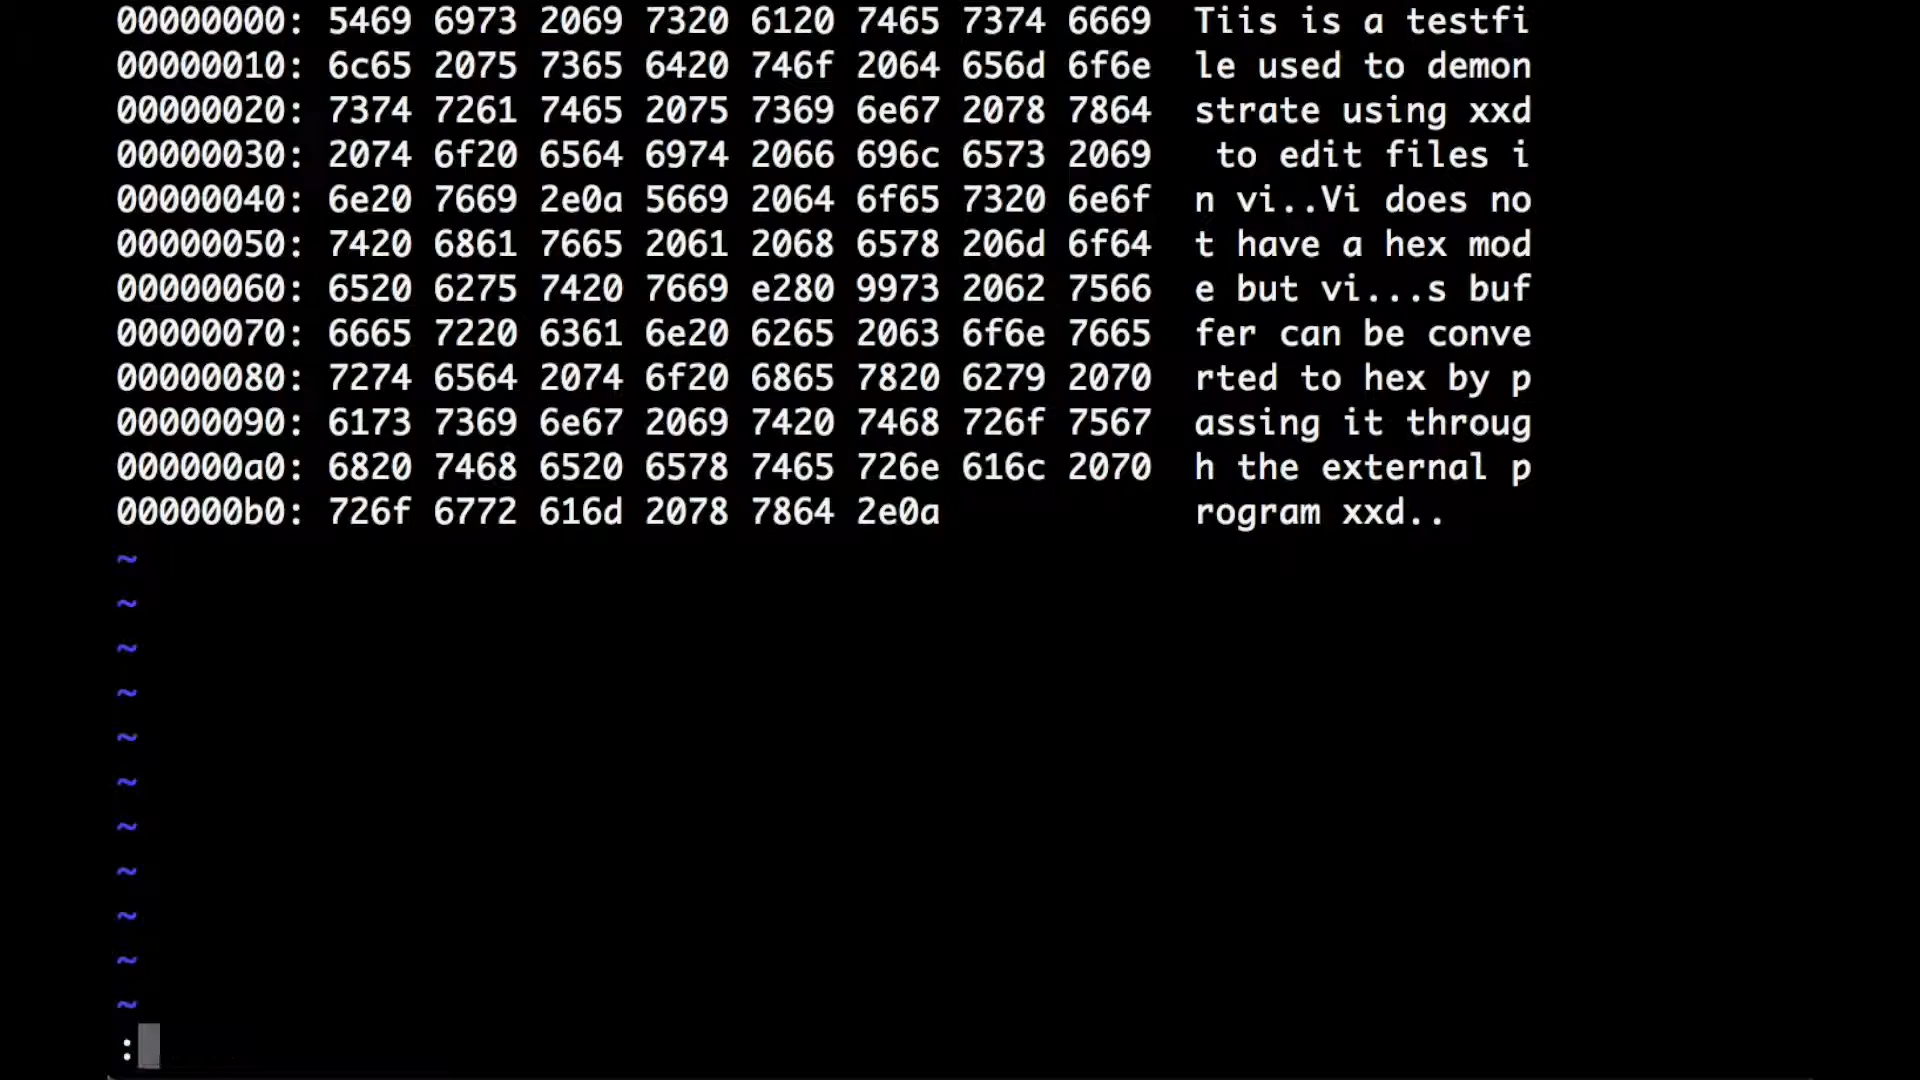 00000000: 5469 6973 2069 7320 6120 7465 7374 6669  Tiis is a testfi
00000010: 6c65 2075 7365 6420 746f 2064 656d 6f6e  le used to demon
00000020: 7374 7261 7465 2075 7369 6e67 2078 7864  strate using xxd
00000030: 2074 6f20 6564 6974 2066 696c 6573 2069   to edit files i
00000040: 6e20 7669 2e0a 5669 2064 6f65 7320 6e6f  n vi..Vi does no
00000050: 7420 6861 7665 2061 2068 6578 206d 6f64  t have a hex mod
00000060: 6520 6275 7420 7669 e280 9973 2062 7566  e but vi...s buf
00000070: 6665 7220 6361 6e20 6265 2063 6f6e 7665  fer can be conve
00000080: 7274 6564 2074 6f20 6865 7820 6279 2070  rted to hex by p
00000090: 6173 7369 6e67 2069 7420 7468 726f 7567  assing it throug
000000a0: 6820 7468 6520 6578 7465 726e 616c 2070  h the external p
000000b0: 726f 6772 616d 2078 7864 2e0a            rogram xxd..
~
~
~
~
~
~
~
~
~
~
~
: